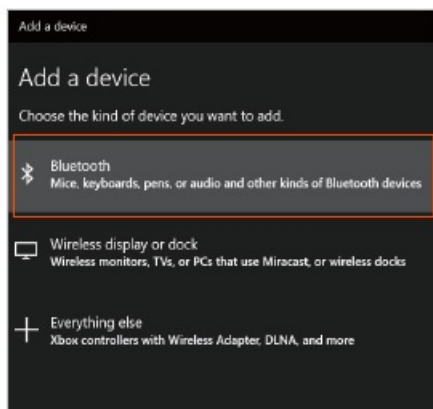 Add a device
Add a device
Choose the kind of device you want to add.
Bluetooth
Mice, keyboards, pens, or audio and other kinds of Bluetooth devices
Wireless display or dock
Wireless monitors, TVs, or PCs that use Miracast, or wireless docks
Everything else
Xbox controllers with Wireless Adapter, DLNA, and more